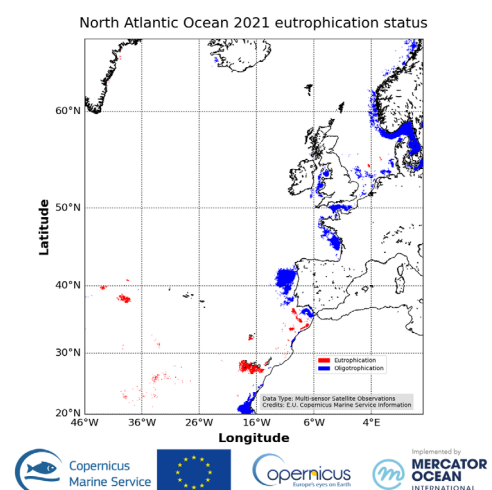 North Atlantic Ocean 2021 eutrophication status
60°N
50°N
40°N
30°N
20°N
Latitude
46°W 36°W 26°W 16°W 6°W 4°E
Longitude
Eutrophication
Oligotrophication
Data Type: Multi-sensor Satellite Observations
Credits: E.U. Copernicus Marine Service Information
Copernicus
Marine Service
opernicus
Europe's eyes on Earth
Implemented by
MERCATOR
OCEAN
INTERNATIONAL